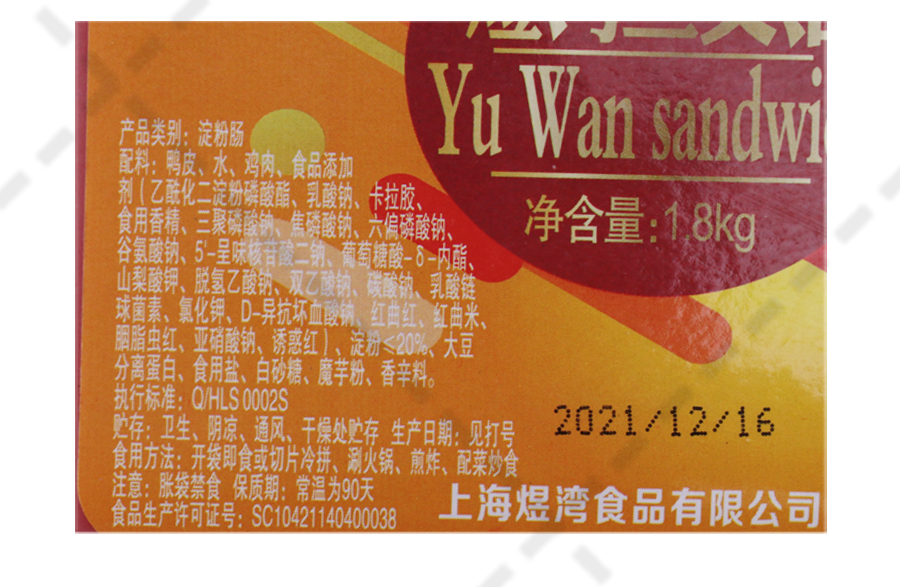 Yu Wan sandwi
净含量:1.8kg
产品类别：淀粉肠
配料：鸭皮、水、鸡肉、食品添加
剂（乙酰化二淀粉磷酸酯、乳酸钠、卡拉胶、
食用香精、三聚磷酸钠、焦磷酸钠、六偏磷酸钠、
谷氨酸钠、5'-呈味核苷酸二钠、葡萄糖酸-δ-内酯、
山梨酸钾、脱氢乙酸钠、双乙酸钠、碳酸钠、乳酸链
球菌素、氯化钾、D-异抗坏血酸钠、红曲红、红曲米、
胭脂虫红、亚硝酸钠、诱惑红）、淀粉≤20%、大豆
分离蛋白、食用盐、白砂糖、魔芋粉、香辛料。
执行标准：Q/HLS 0002S
贮存：卫生、阴凉、通风、干燥处贮存 生产日期：见打号
食用方法：开袋即食或切片冷拼、涮火锅、煎炸、配菜炒食
注意：胀袋禁食 保质期：常温为90天
食品生产许可证号：SC10421140400038
2021/12/16
上海煜湾食品有限公司